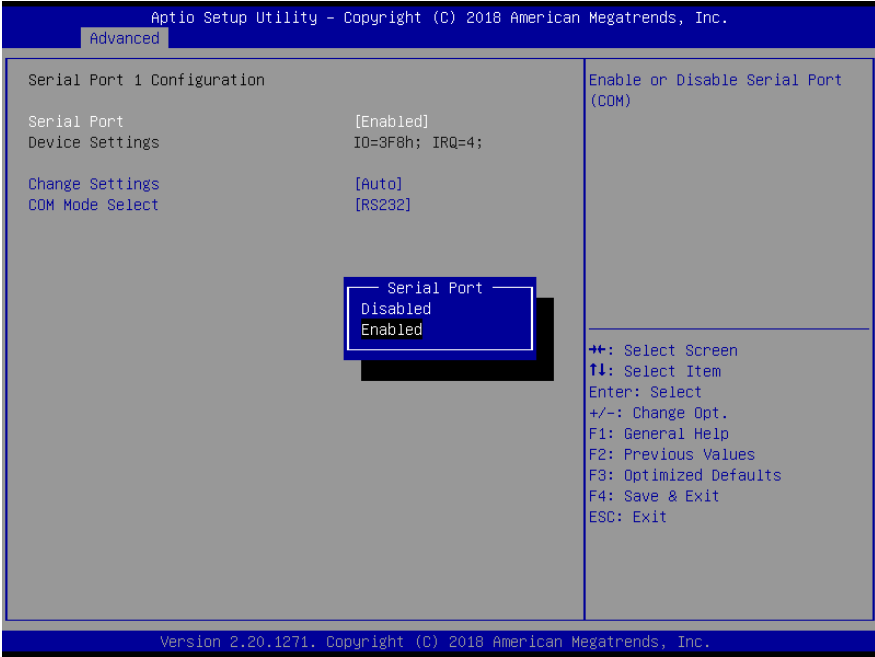 Aptio Setup Utility – Copyright (C) 2018 American Megatrends, Inc.
Advanced
Serial Port 1 Configuration
Serial Port [Enabled]
Device Settings IO=3F8h; IRQ=4;
Change Settings [Auto]
COM Mode Select [RS232]
Serial Port
Disabled
Enabled
Enable or Disable Serial Port
(COM)
→←: Select Screen
↑↓: Select Item
Enter: Select
+/-: Change Opt.
F1: General Help
F2: Previous Values
F3: Optimized Defaults
F4: Save & Exit
ESC: Exit
Version 2.20.1271. Copyright (C) 2018 American Megatrends, Inc.